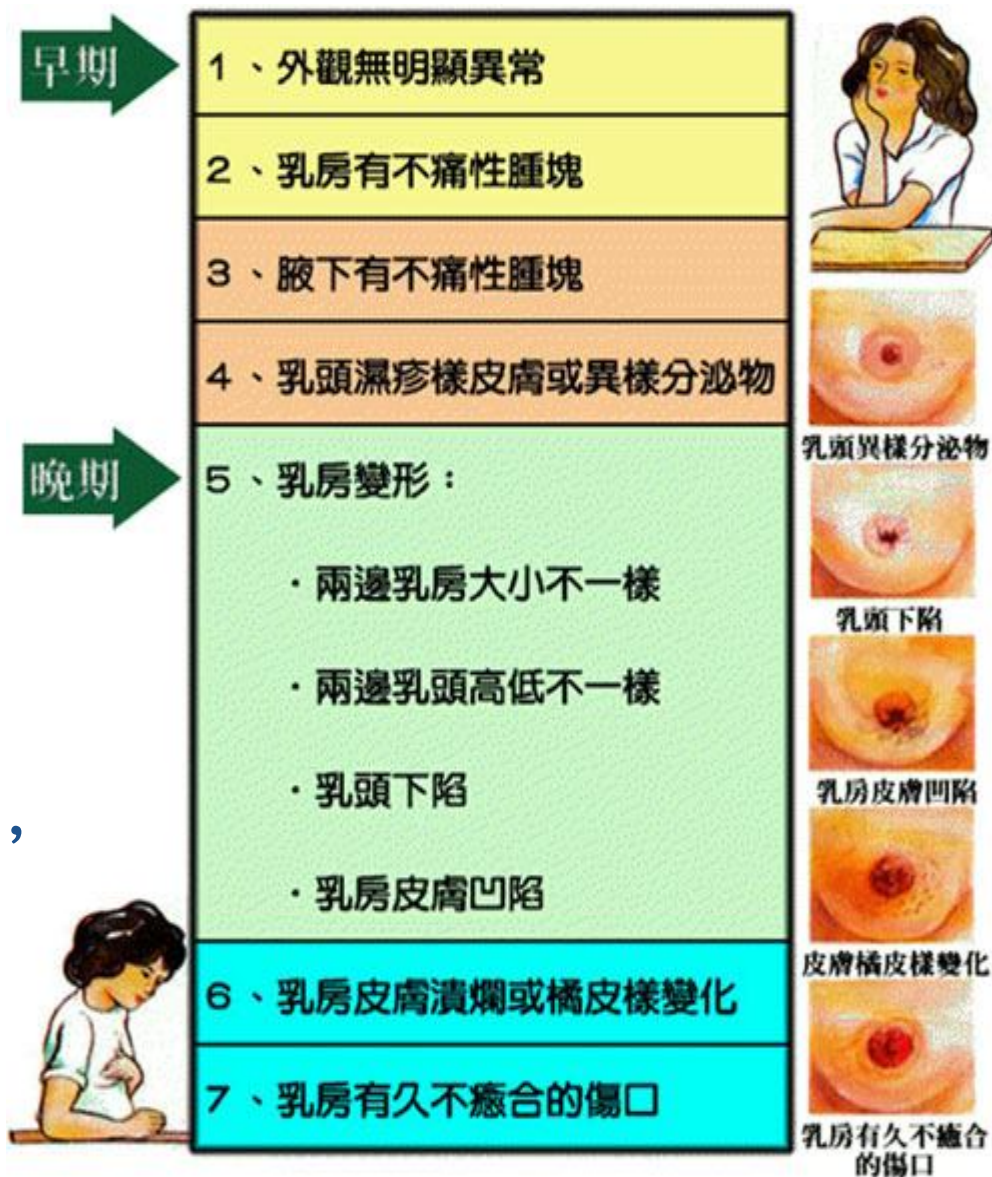 早期
1、外觀無明顯異常
2、乳房有不痛性腫塊
3、腋下有不痛性腫塊
4、乳頭濕疹樣皮膚或異樣分泌物
晚期
5、乳房變形：
．兩邊乳房大小不一樣
．兩邊乳頭高低不一樣
．乳頭下陷
．乳房皮膚凹陷
6、乳房皮膚潰爛或橘皮樣變化
7、乳房有久不癒合的傷口
，
乳頭異樣分泌物
乳頭下陷
乳房皮膚凹陷
皮膚橘皮樣變化
乳房有久不癒合
的傷口